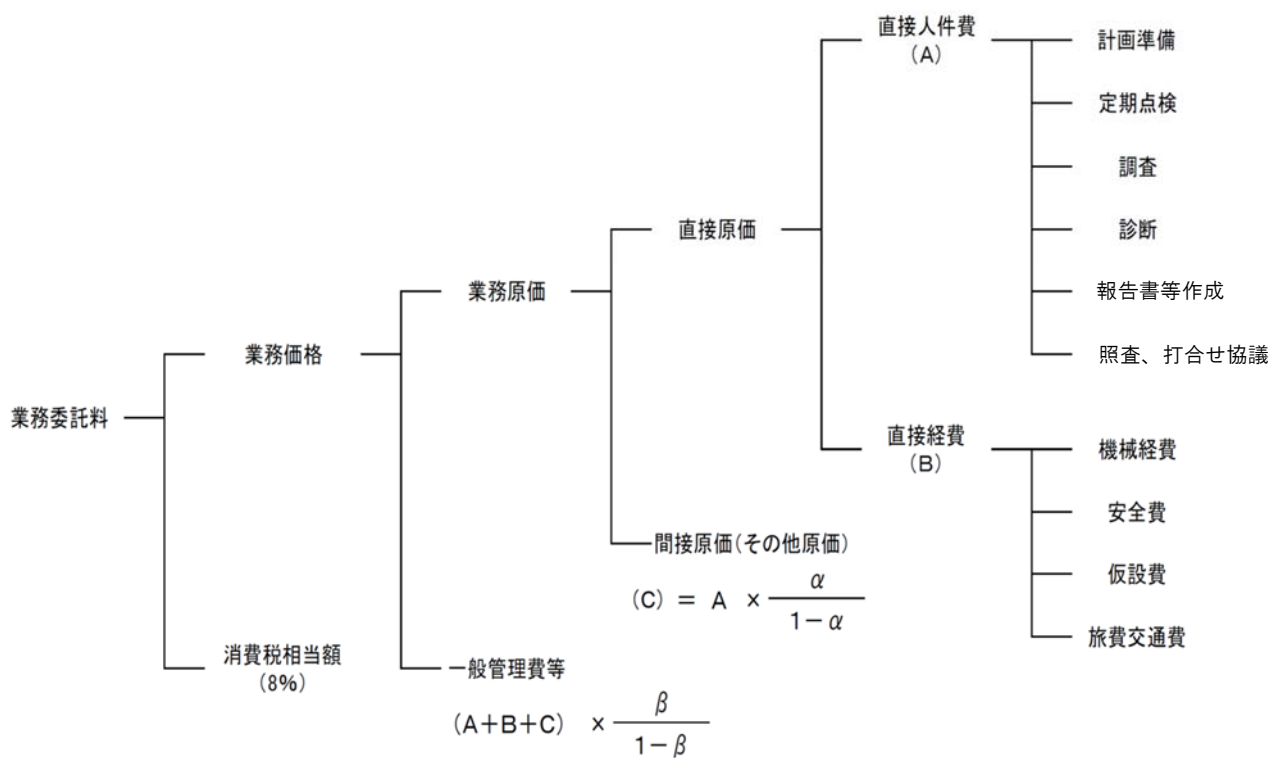 直接人件費
(A)
計画準備
定期点検
調査
診断
報告書等作成
照査、打合せ協議
直接原価
業務原価
業務価格
業務委託料
直接経費
(B)
機械経費
安全費
仮設費
旅費交通費
間接原価(その他原価)
(C) = A × α
1-α
消費税相当額
(8%)
一般管理費等
(A+B+C) × β
1-β